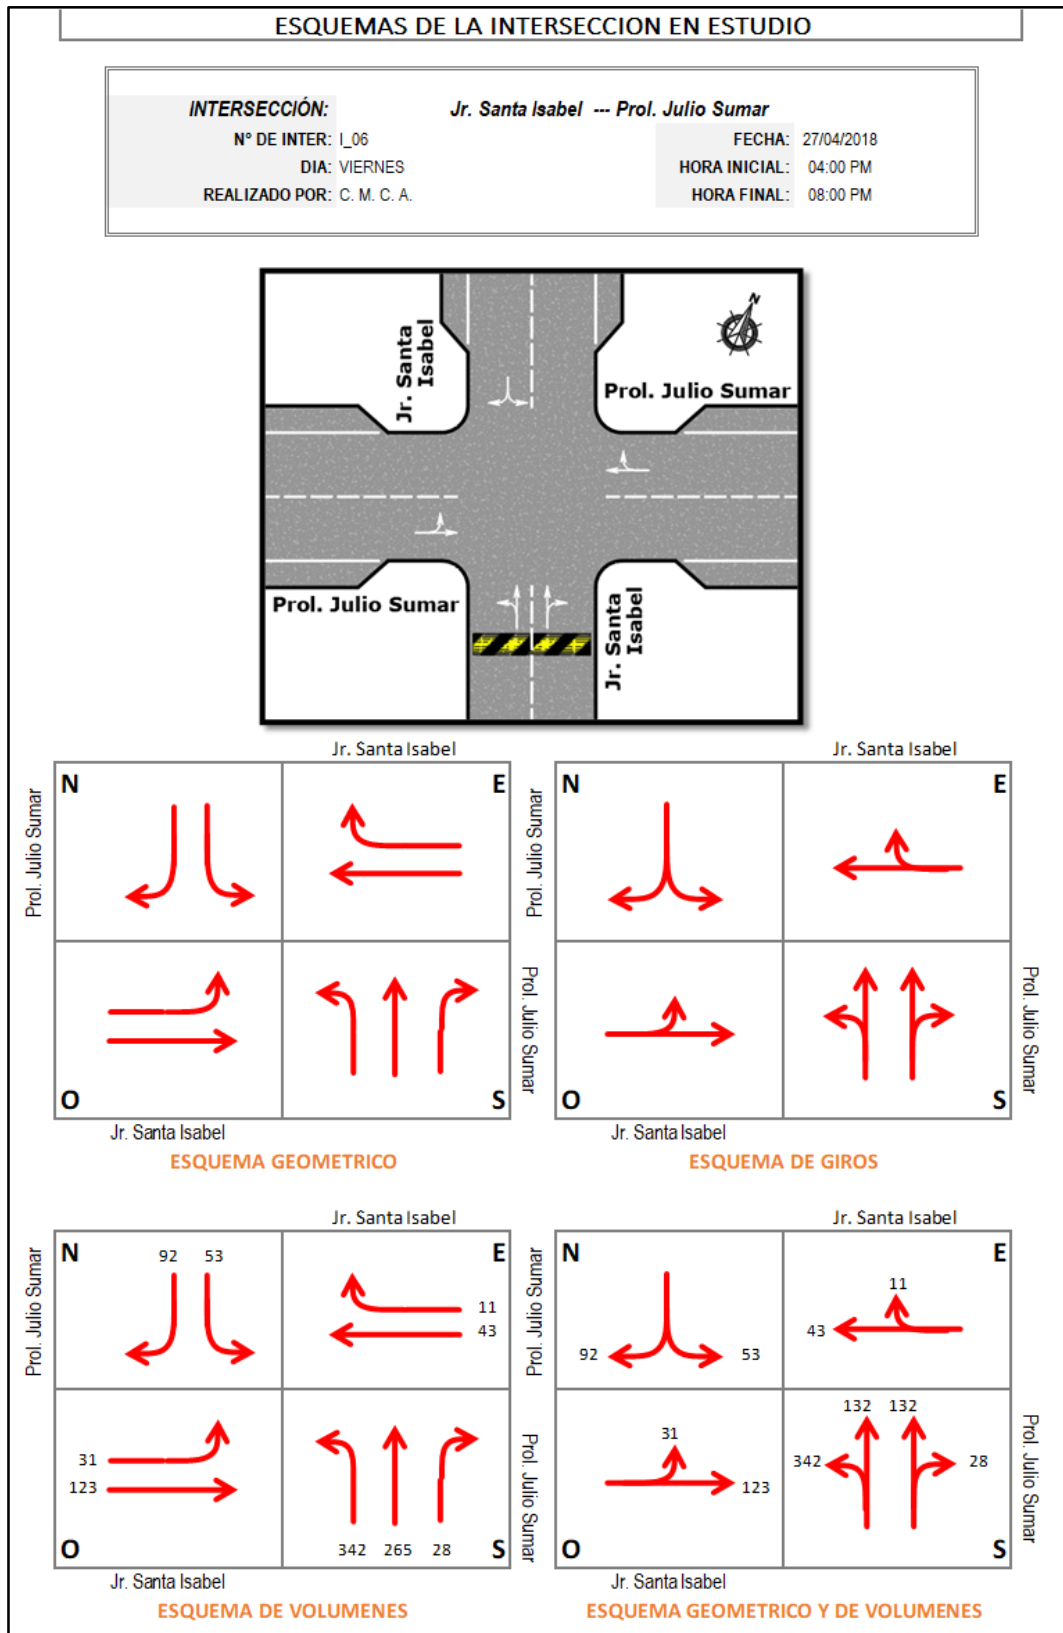 ESQUEMAS DE LA INTERSECCION EN ESTUDIO
INTERSECCIÓN: Jr. Santa Isabel --- Prol. Julio Sumar
N° DE INTER: I_06 FECHA: 27/04/2018
DIA: VIERNES HORA INICIAL: 04:00 PM
REALIZADO POR: C. M. C. A. HORA FINAL: 08:00 PM
N
Jr. Santa
Isabel
Prol. Julio Sumar
Prol. Julio Sumar
Jr. Santa
Isabel
Jr. Santa Isabel
Prol. Julio Sumar
N E
O S
Prol. Julio Sumar
Jr. Santa Isabel
ESQUEMA GEOMETRICO
Jr. Santa Isabel
Prol. Julio Sumar
N E
O S
Prol. Julio Sumar
Jr. Santa Isabel
ESQUEMA DE GIROS
Jr. Santa Isabel
Prol. Julio Sumar
N 92 53 E
11
43
31
123
O 342 265 28 S
Prol. Julio Sumar
Jr. Santa Isabel
ESQUEMA DE VOLUMENES
Jr. Santa Isabel
Prol. Julio Sumar
N E
11
43
92 53
132 132
31
342 28
123
O S
Prol. Julio Sumar
Jr. Santa Isabel
ESQUEMA GEOMETRICO Y DE VOLUMENES